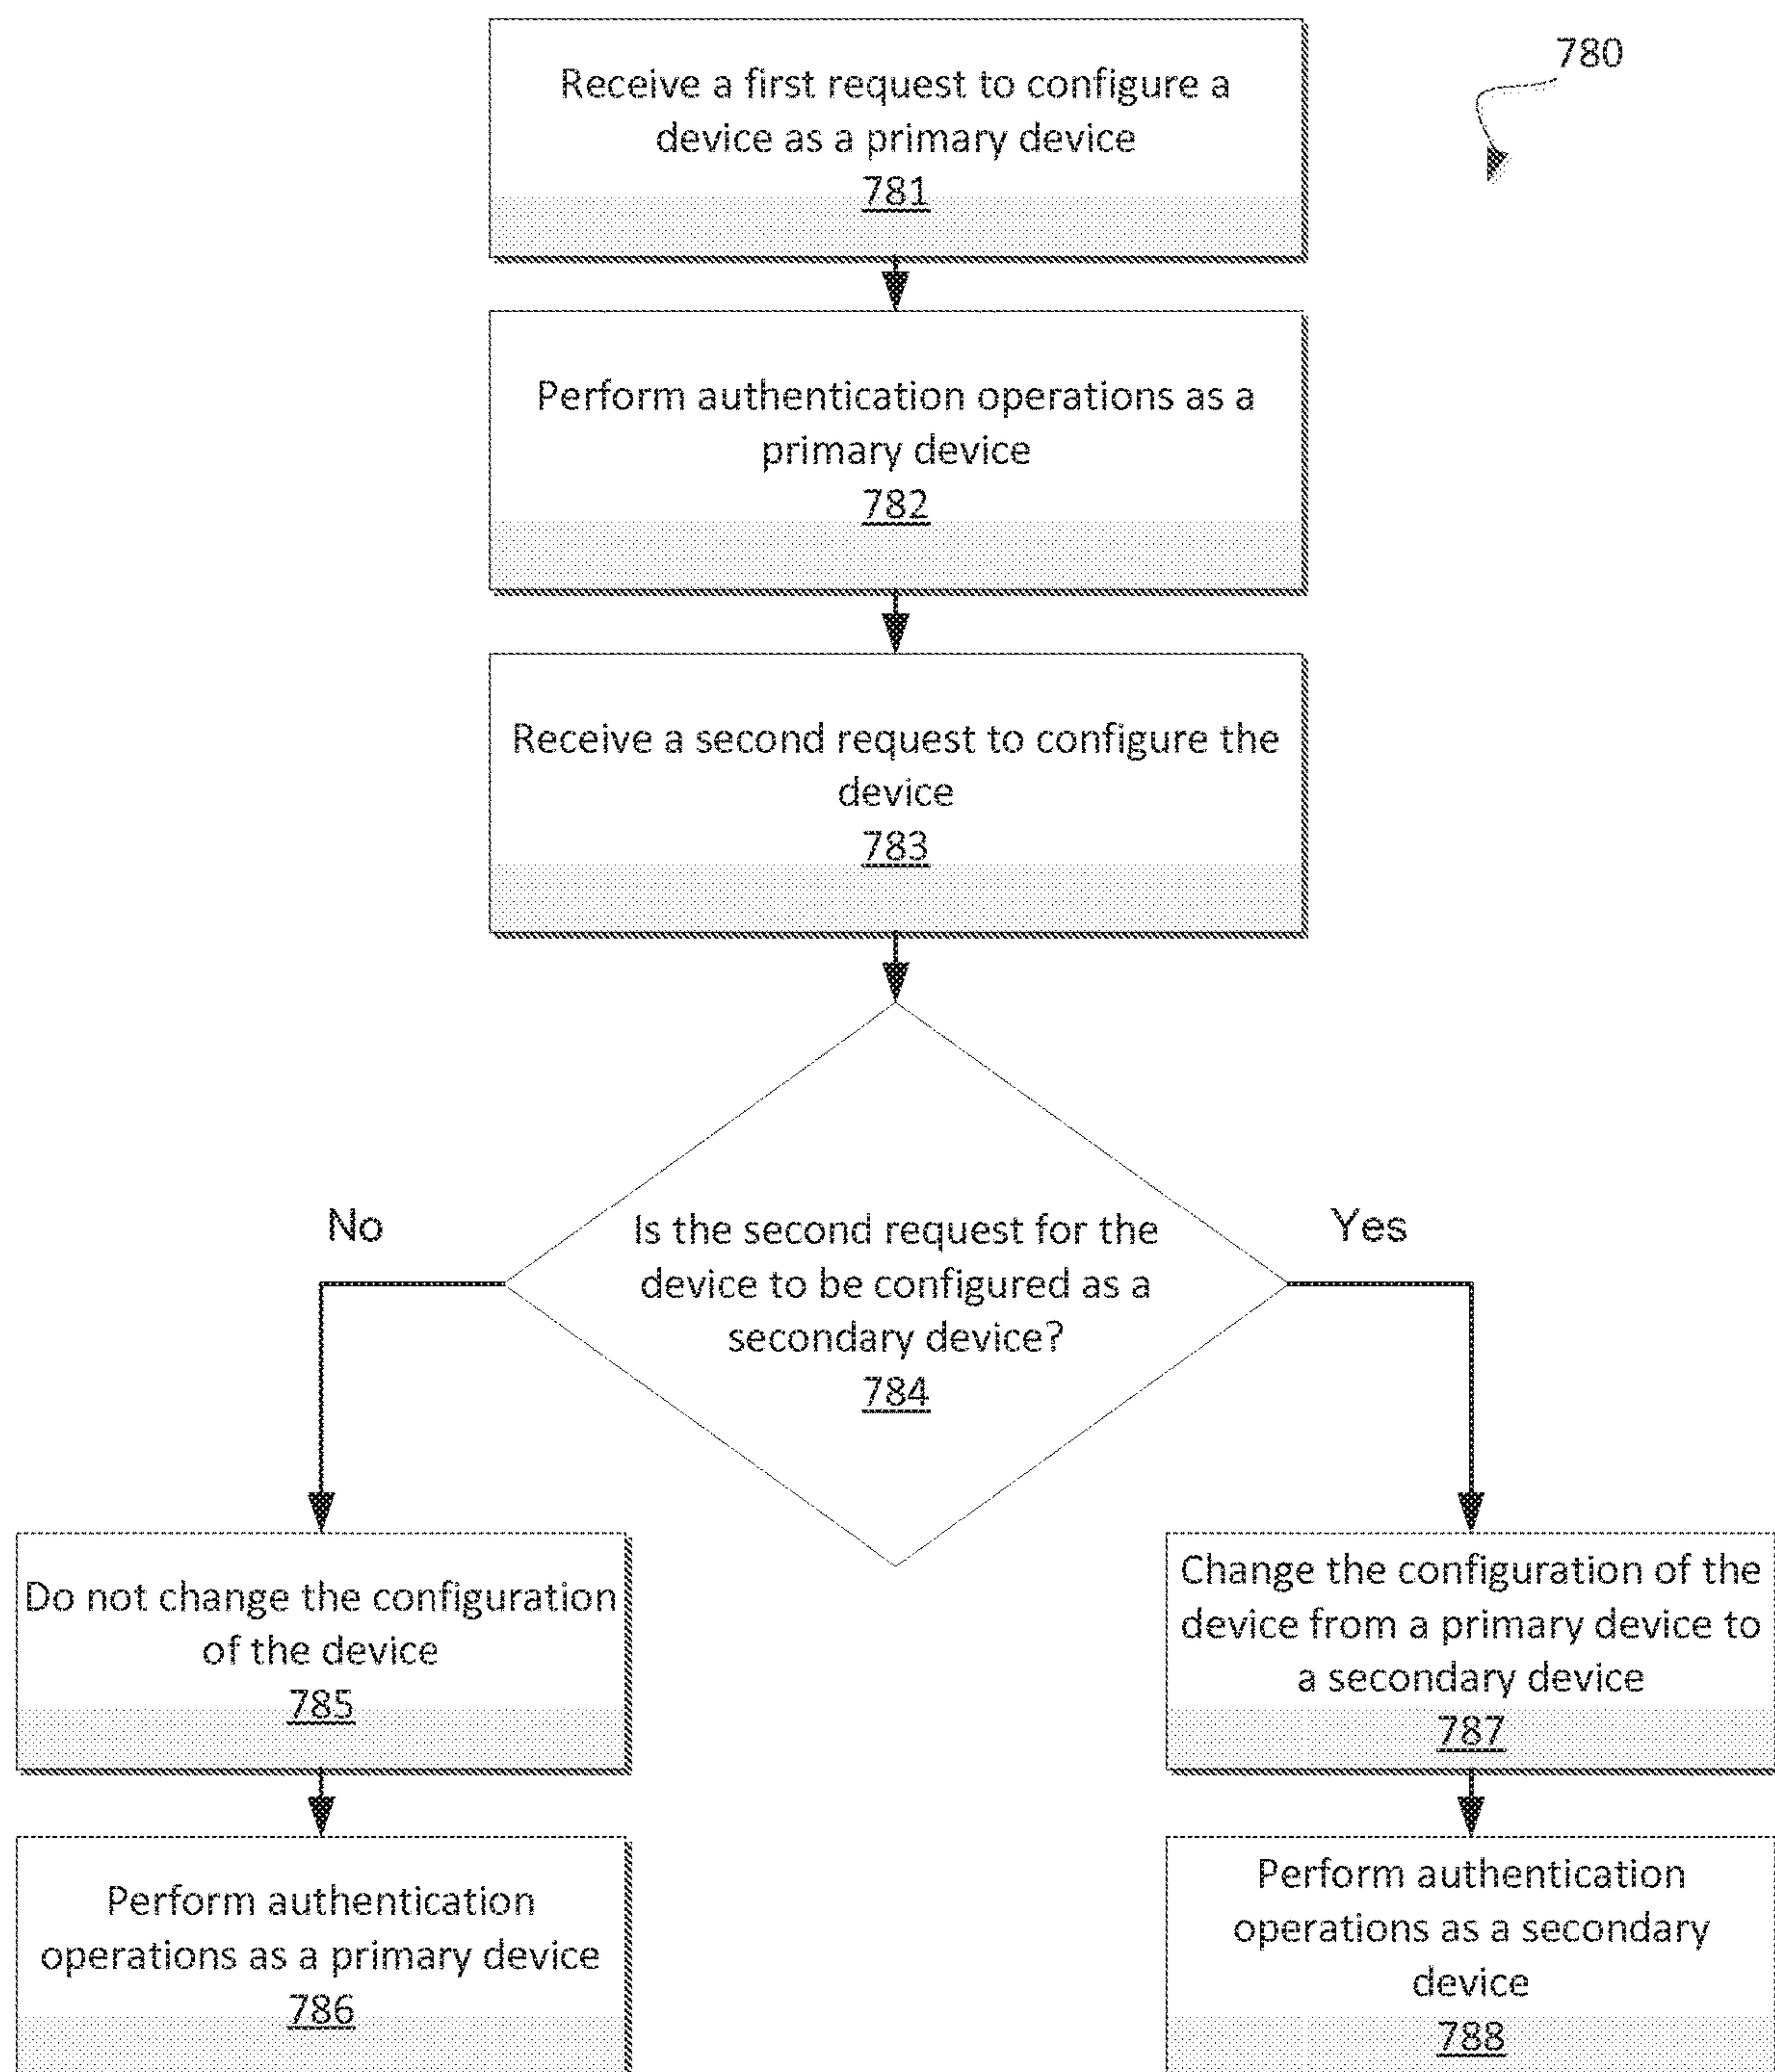 780
Receive a first request to configure a
device as a primary device
781
Perform authentication operations as a
primary device
782
Receive a second request to configure the
device
783
Is the second request for the
device to be configured as a
secondary device?
784
No
Yes
Do not change the configuration
of the device
785
Perform authentication
operations as a primary device
786
Change the configuration of the
device from a primary device to
a secondary device
787
Perform authentication
operations as a secondary
device
788